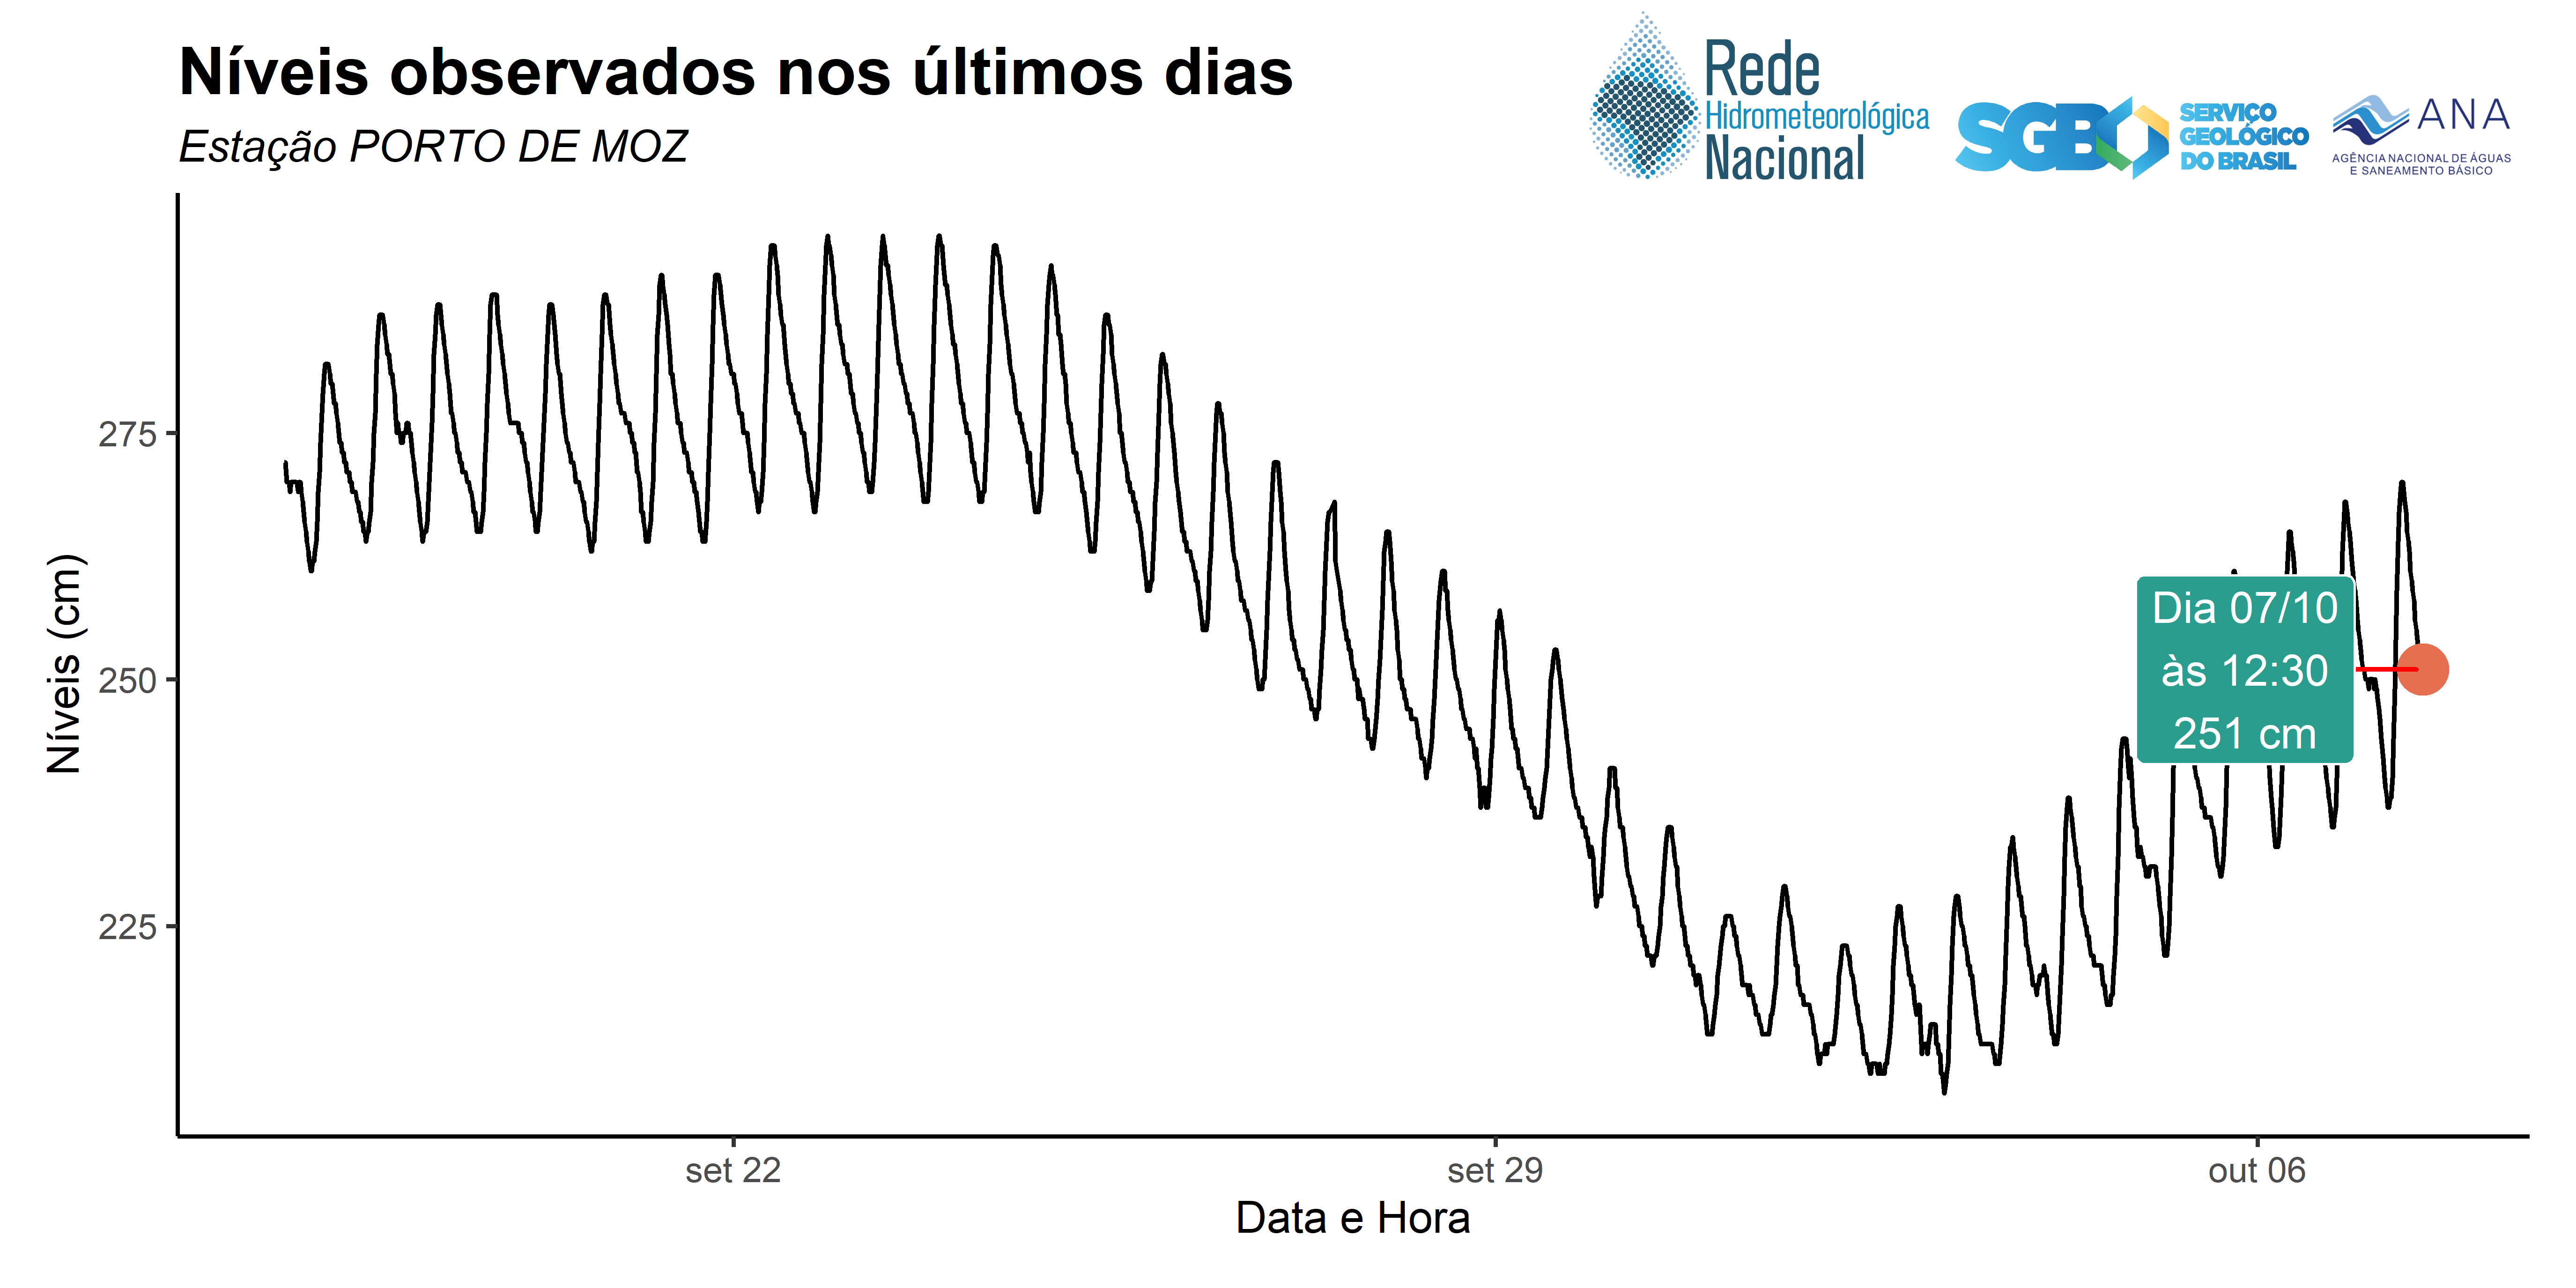 Níveis observados nos últimos dias
Estação PORTO DE MOZ
Rede
Hidrometeorológica
Nacional
SGB
SERVIÇO
GEOLÓGICO
DO BRASIL
ANA
AGÊNCIA NACIONAL DE ÁGUAS
E SANEAMENTO BÁSICO
Níveis (cm)
275
250
225
Dia 07/10
às 12:30
251 cm
set 22
set 29
out 06
Data e Hora